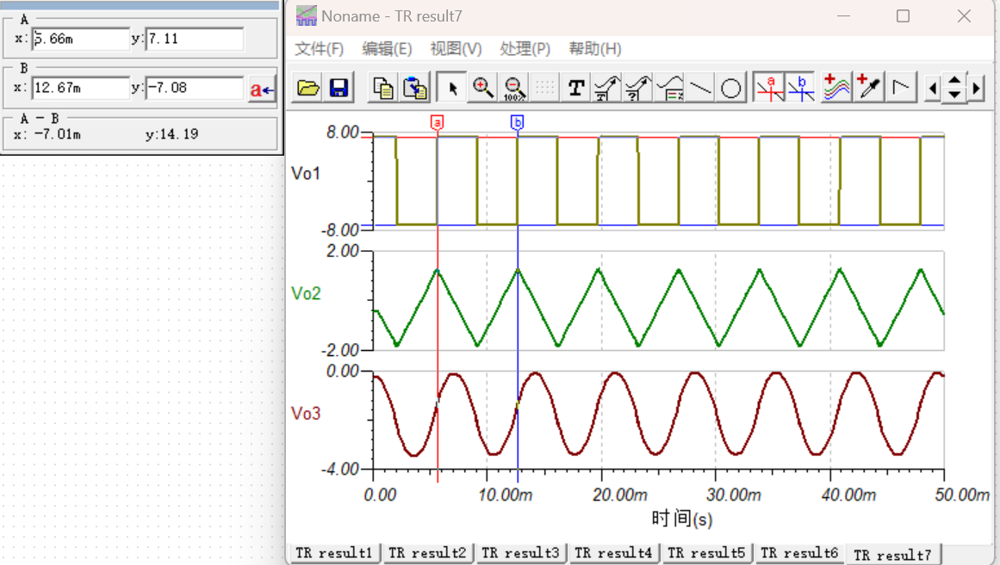 A
x: 5.66m y: 7.11
B
x: 12.67m y: -7.08
a←
A - B
x: -7.01m y:14.19
Noname - TR result7
文件(F) 编辑(E) 视图(V) 处理(P) 帮助(H)
100%
T
a b
a b
8.00
Vo1
-8.00
2.00
Vo2
-2.00
0.00
Vo3
-4.00
0.00 10.00m 20.00m 30.00m 40.00m 50.00m
时间(s)
TR result1 TR result2 TR result3 TR result4 TR result5 TR result6 TR result7